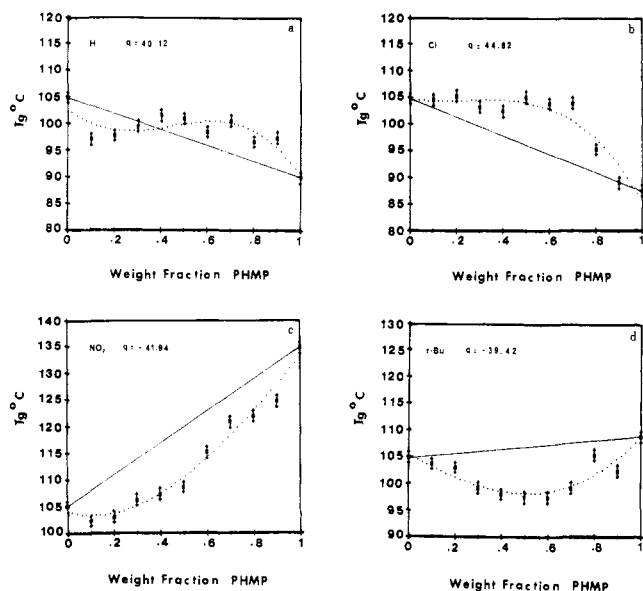 a
H q = 40.12
120
115
110
105
100
95
90
85
80
Tg °C
0 .2 .4 .6 .8 1
Weight Fraction PHMP
b
Cl q = 44.82
120
115
110
105
100
95
90
85
80
Tg °C
0 .2 .4 .6 .8 1
Weight Fraction PHMP
c
NO₂ q = -41.94
140
135
130
125
120
115
110
105
100
Tg °C
0 .2 .4 .6 .8 1
Weight Fraction PHMP
d
t-Bu q = -39.42
130
125
120
115
110
105
100
95
90
Tg °C
0 .2 .4 .6 .8 1
Weight Fraction PHMP